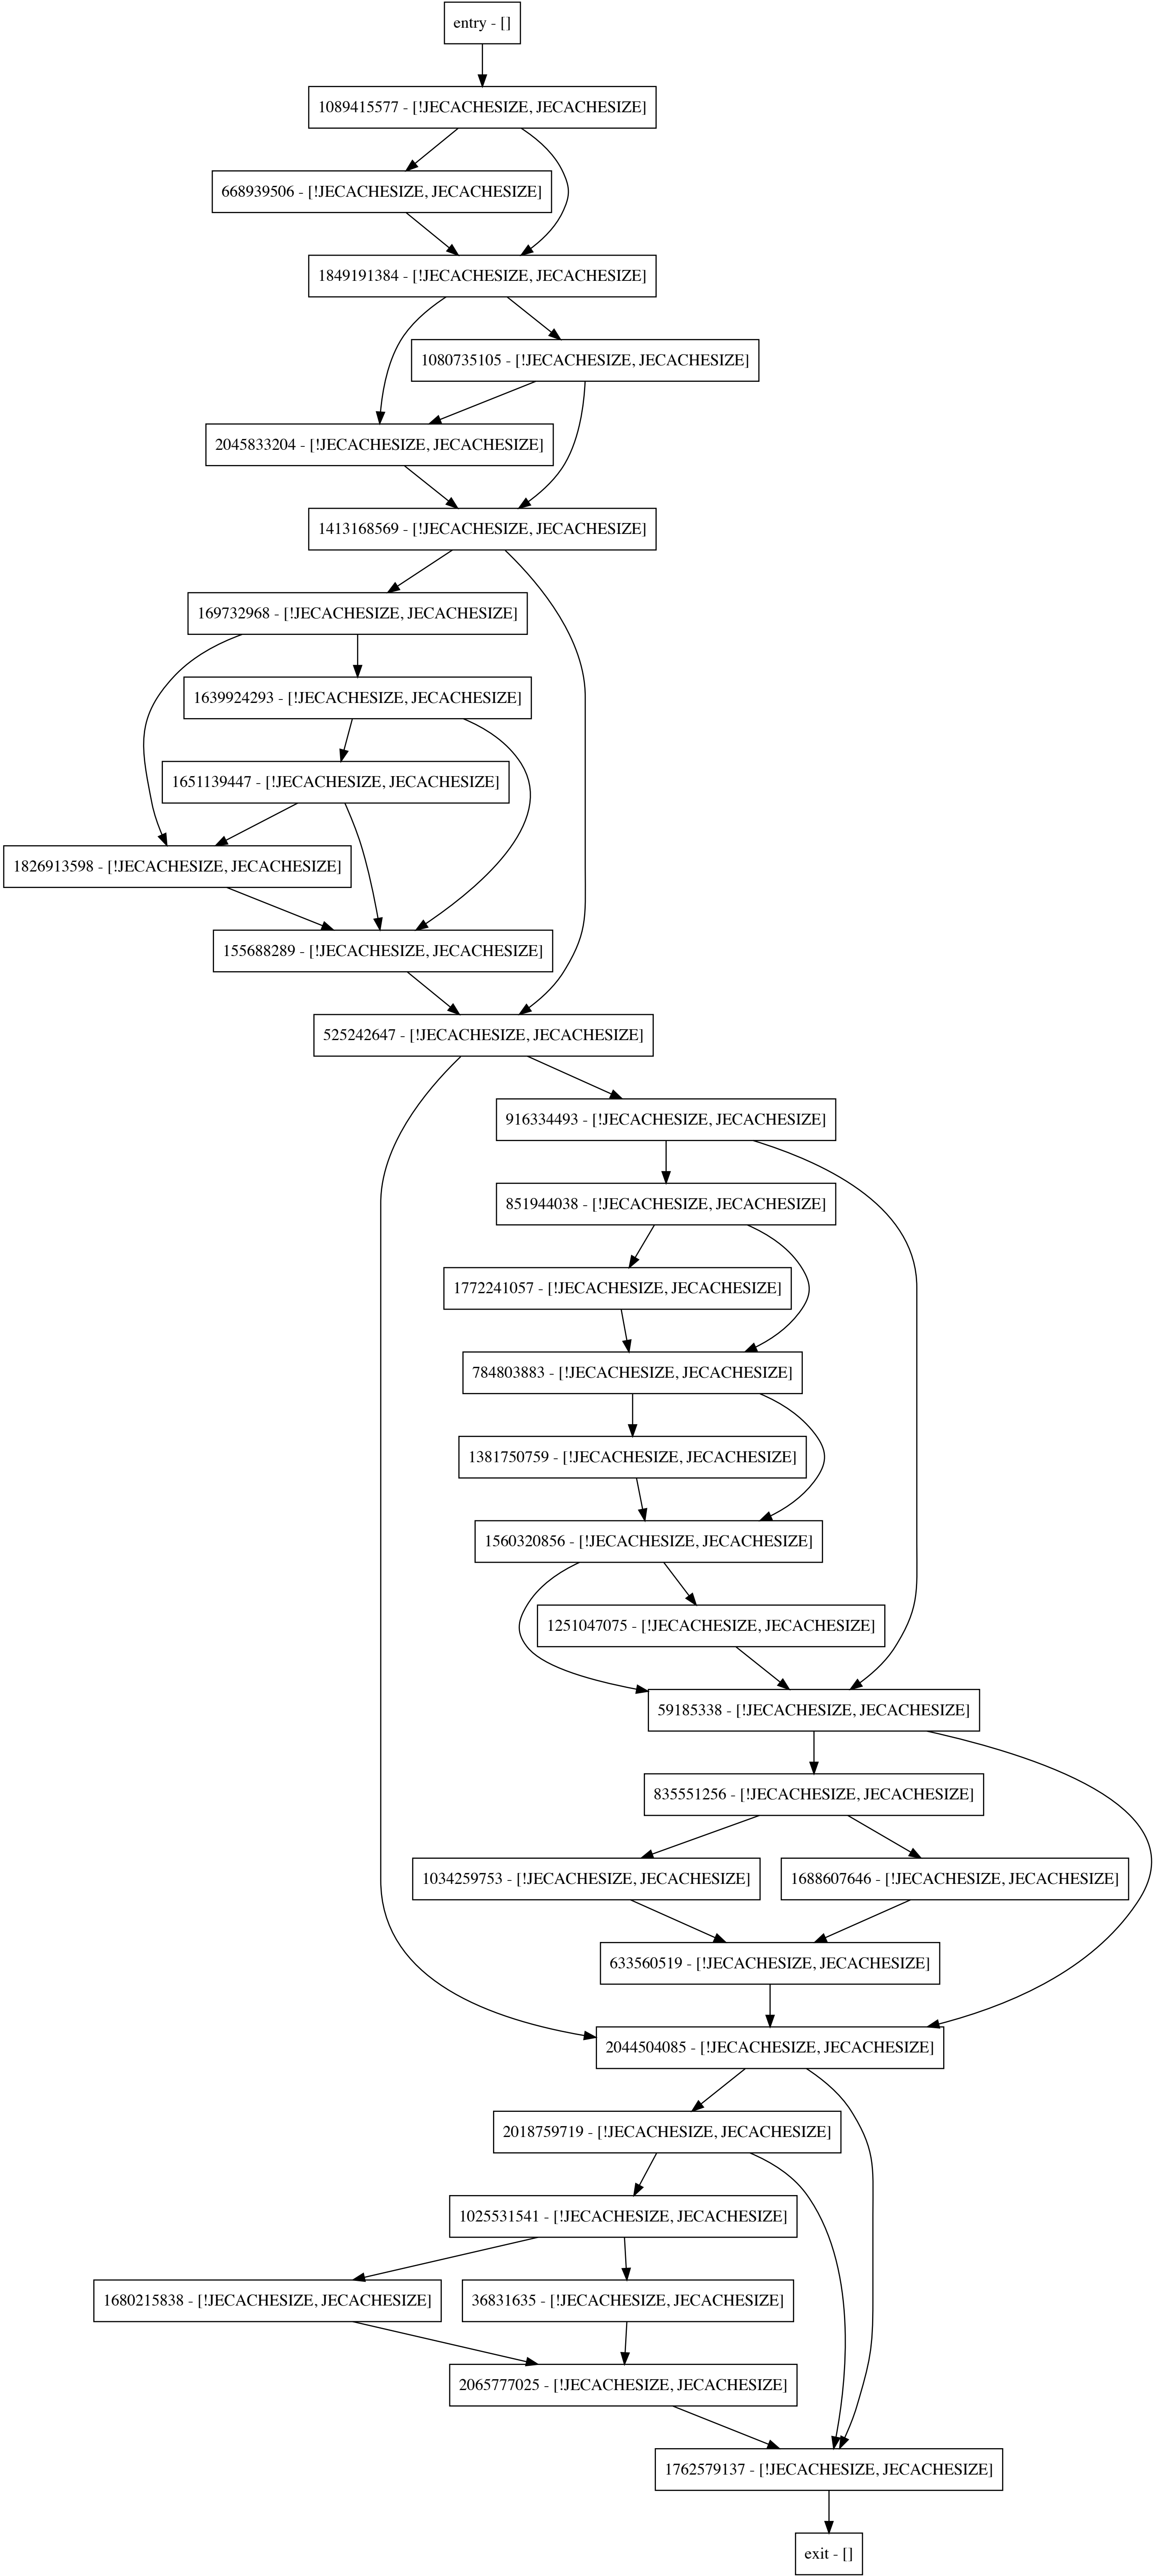 entry - []
1089415577 - [!JECACHESIZE, JECACHESIZE]
668939506 - [!JECACHESIZE, JECACHESIZE]
1849191384 - [!JECACHESIZE, JECACHESIZE]
1080735105 - [!JECACHESIZE, JECACHESIZE]
2045833204 - [!JECACHESIZE, JECACHESIZE]
1413168569 - [!JECACHESIZE, JECACHESIZE]
169732968 - [!JECACHESIZE, JECACHESIZE]
1639924293 - [!JECACHESIZE, JECACHESIZE]
1651139447 - [!JECACHESIZE, JECACHESIZE]
1826913598 - [!JECACHESIZE, JECACHESIZE]
155688289 - [!JECACHESIZE, JECACHESIZE]
525242647 - [!JECACHESIZE, JECACHESIZE]
916334493 - [!JECACHESIZE, JECACHESIZE]
851944038 - [!JECACHESIZE, JECACHESIZE]
1772241057 - [!JECACHESIZE, JECACHESIZE]
784803883 - [!JECACHESIZE, JECACHESIZE]
1381750759 - [!JECACHESIZE, JECACHESIZE]
1560320856 - [!JECACHESIZE, JECACHESIZE]
1251047075 - [!JECACHESIZE, JECACHESIZE]
59185338 - [!JECACHESIZE, JECACHESIZE]
835551256 - [!JECACHESIZE, JECACHESIZE]
1034259753 - [!JECACHESIZE, JECACHESIZE]
1688607646 - [!JECACHESIZE, JECACHESIZE]
633560519 - [!JECACHESIZE, JECACHESIZE]
2044504085 - [!JECACHESIZE, JECACHESIZE]
2018759719 - [!JECACHESIZE, JECACHESIZE]
1025531541 - [!JECACHESIZE, JECACHESIZE]
1680215838 - [!JECACHESIZE, JECACHESIZE]
36831635 - [!JECACHESIZE, JECACHESIZE]
2065777025 - [!JECACHESIZE, JECACHESIZE]
1762579137 - [!JECACHESIZE, JECACHESIZE]
exit - []